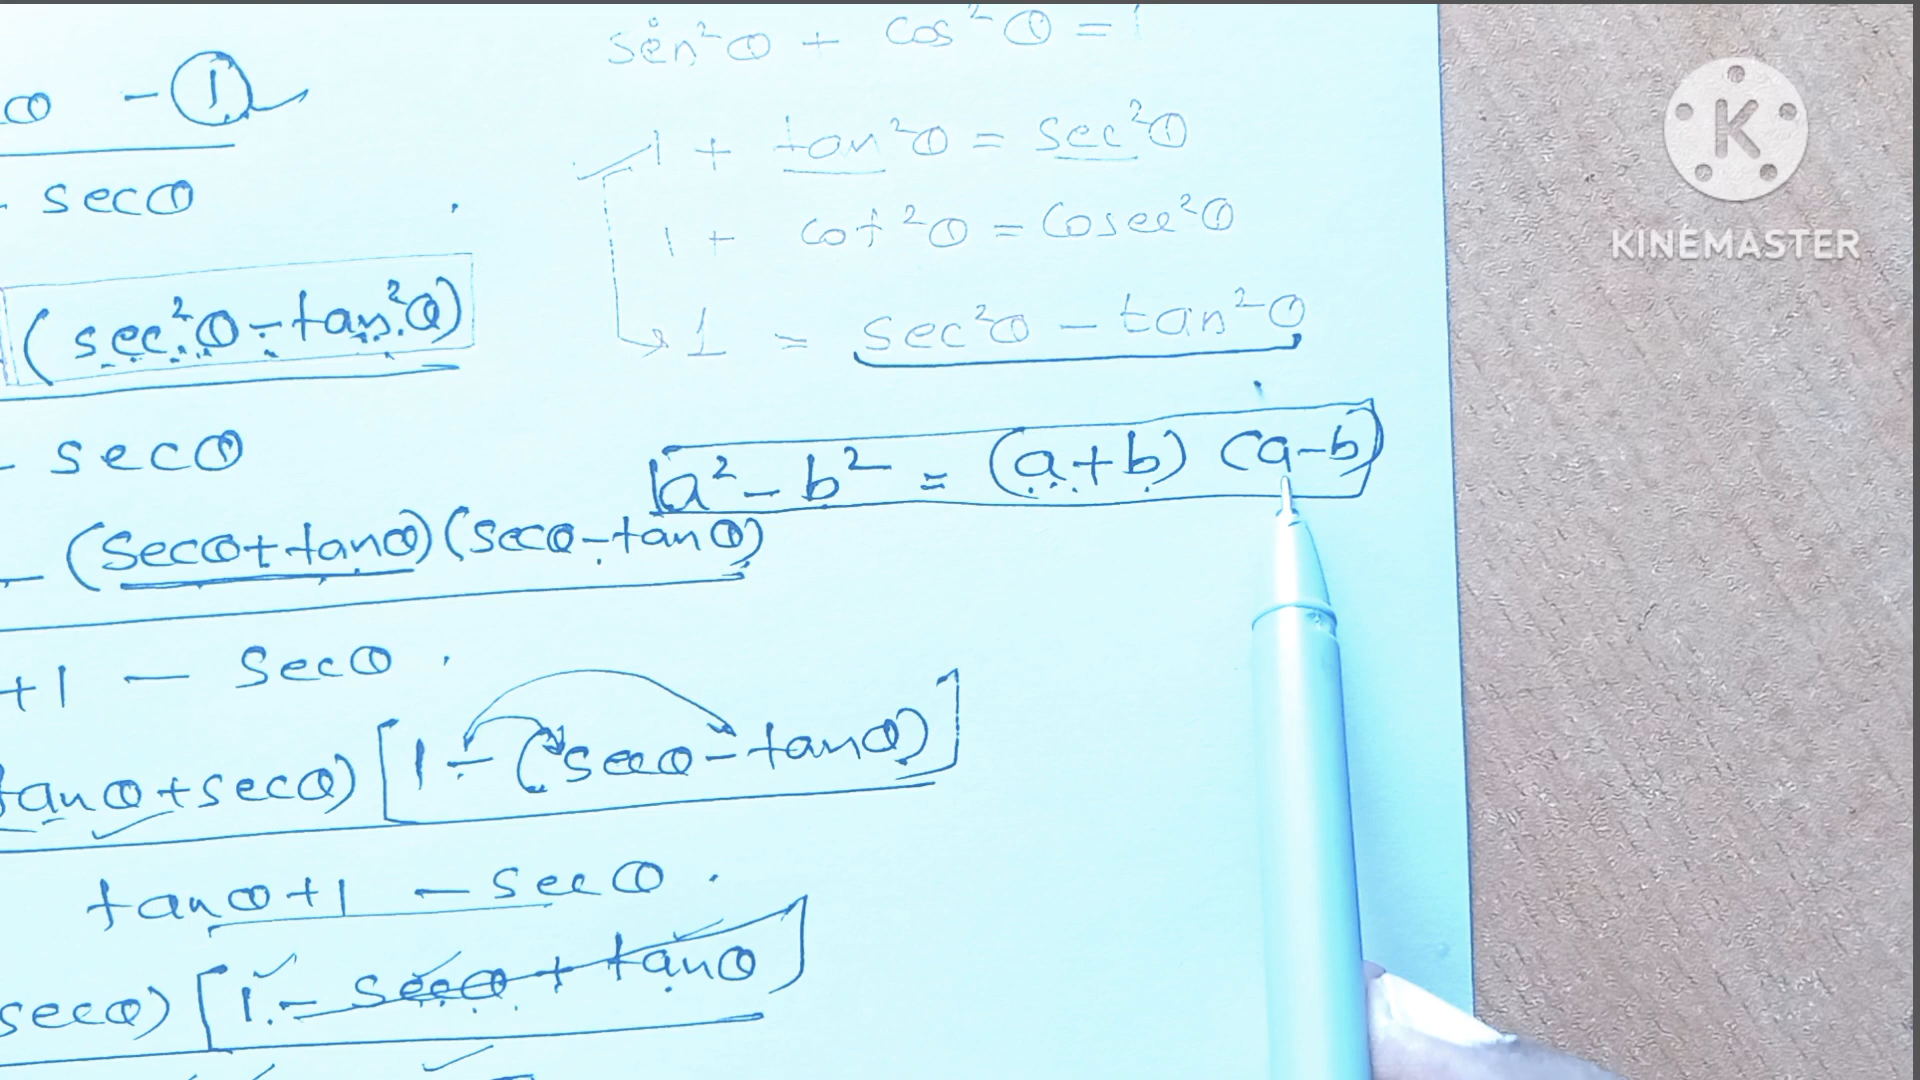 θ - ①
- secθ
(sec²θ - tan²θ)
- secθ
- (secθ+tanθ)(secθ-tanθ)
+1 - secθ.
tanθ+secθ)[1-(secθ-tanθ)]
tanθ+1 - secθ.
secθ)[1 - secθ + tanθ]
sin²θ + cos²θ = 1
1 + tan²θ = sec²θ
1 + cot²θ = cosec²θ
1 = sec²θ - tan²θ
a² - b² = (a+b) (a-b)
K
KINEMASTER